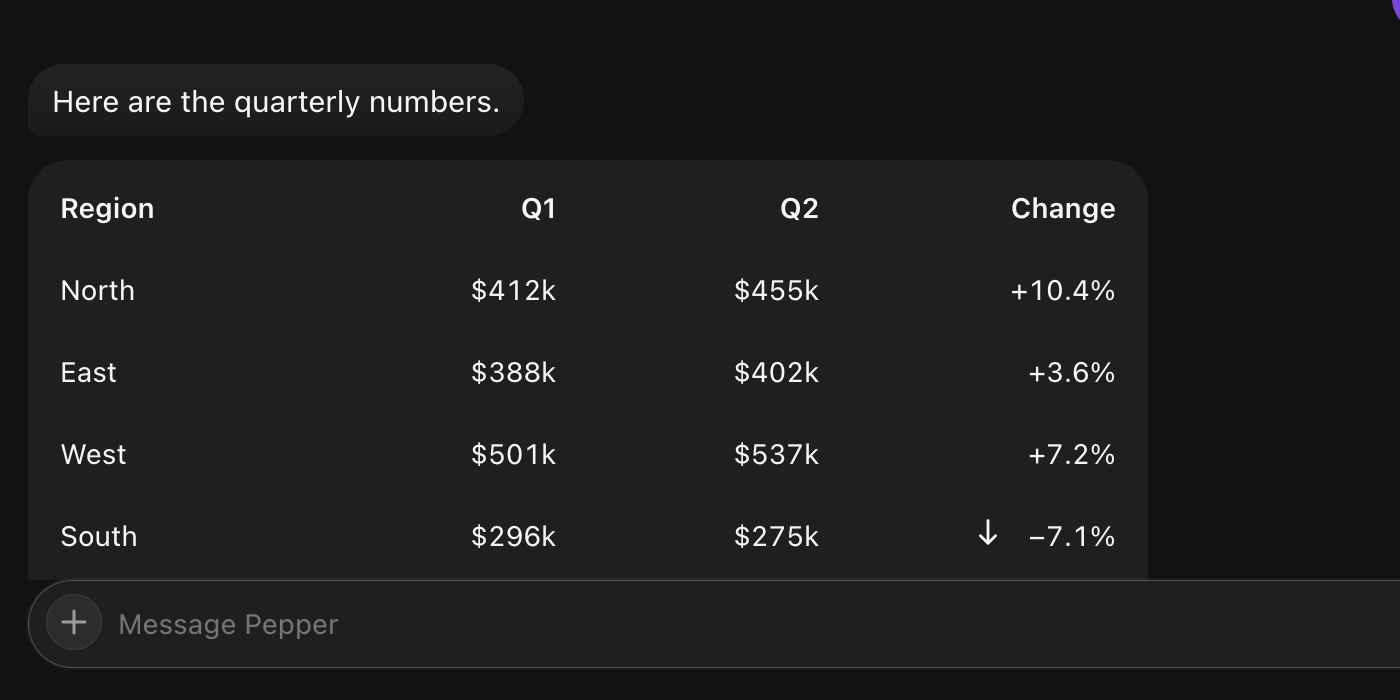 Here are the quarterly numbers.
Region Q1 Q2 Change
North $412k $455k +10.4%
East $388k $402k +3.6%
West $501k $537k +7.2%
South $296k $275k ↓ −7.1%
Message Pepper